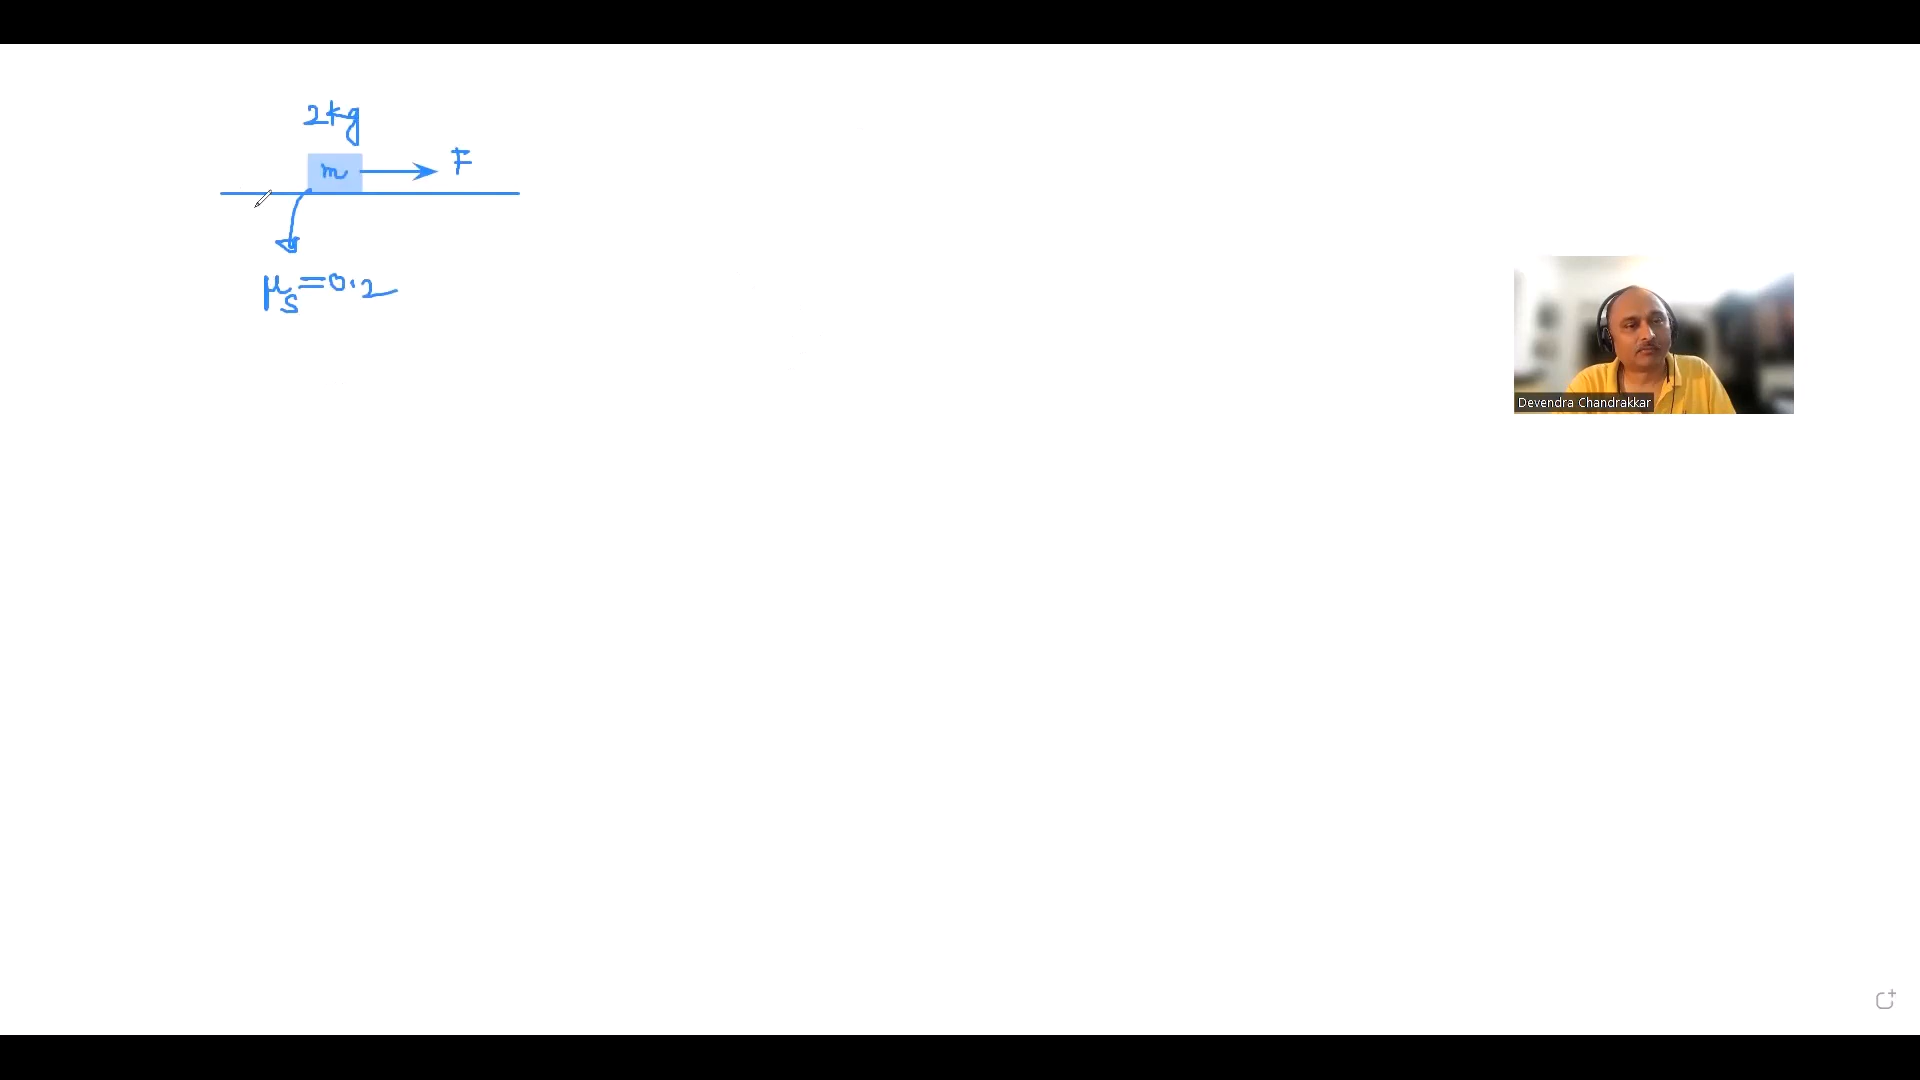 2kg
m
F
μs=0.2
Devendra Chandrakkar